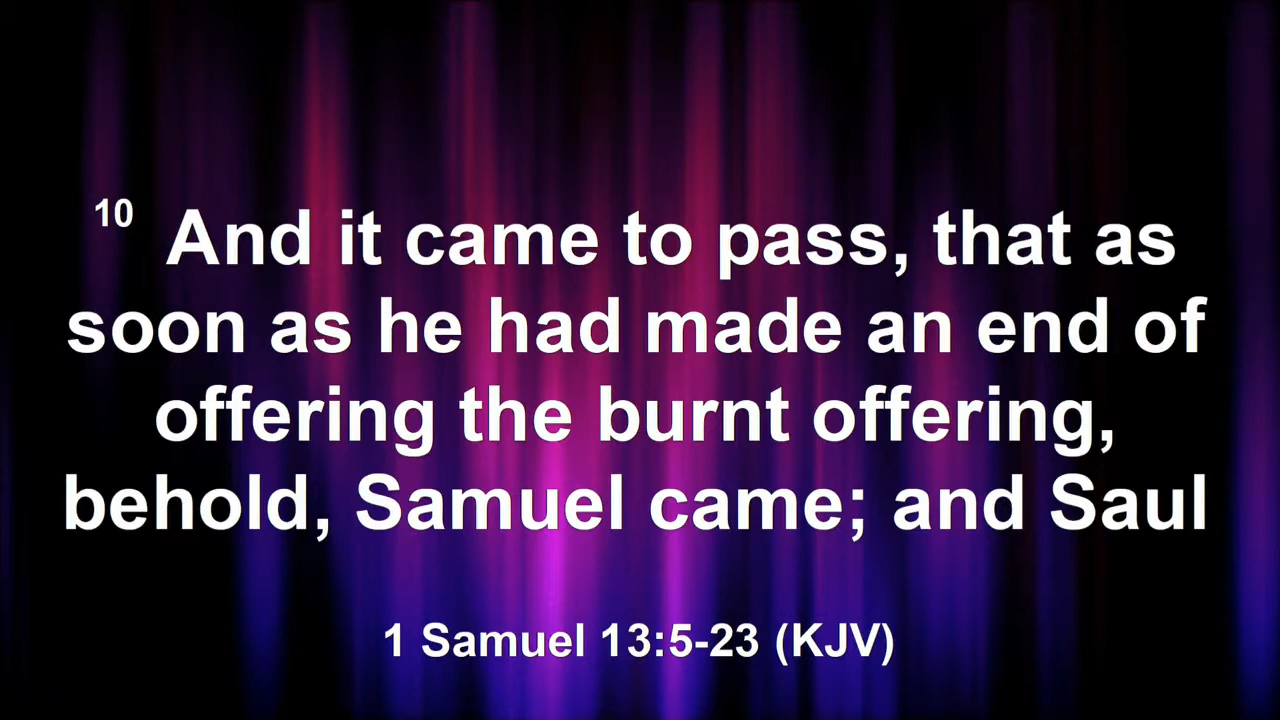 10 And it came to pass, that as
soon as he had made an end of
offering the burnt offering,
behold, Samuel came; and Saul
1 Samuel 13:5-23 (KJV)